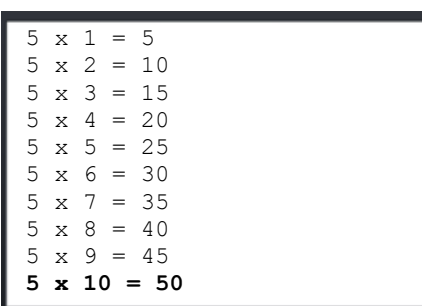 5 x 1 = 5
5 x 2 = 10
5 x 3 = 15
5 x 4 = 20
5 x 5 = 25
5 x 6 = 30
5 x 7 = 35
5 x 8 = 40
5 x 9 = 45
5 x 10 = 50